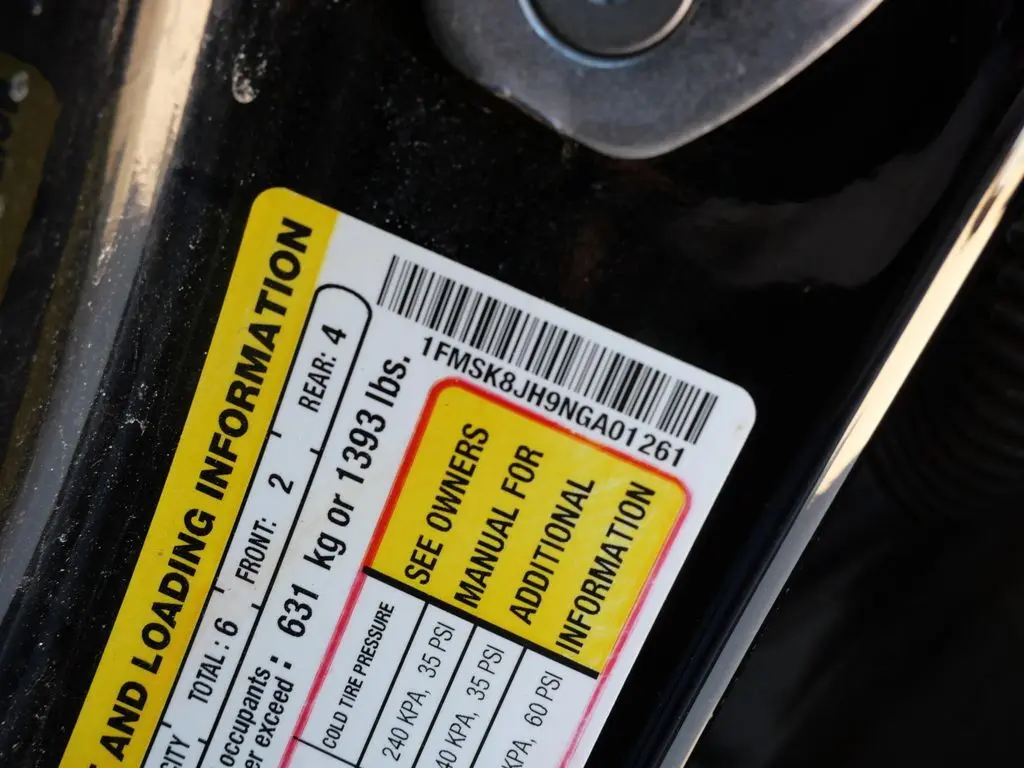 AND LOADING INFORMATION
TOTAL : 6 FRONT: 2 REAR: 4
occupants
exceed : 631 kg or 1393 lbs.
1FMSK8JH9NGA01261
COLD TIRE PRESSURE
240 KPA, 35 PSI
KPA, 35 PSI
KPA, 60 PSI
SEE OWNERS
MANUAL FOR
ADDITIONAL
INFORMATION